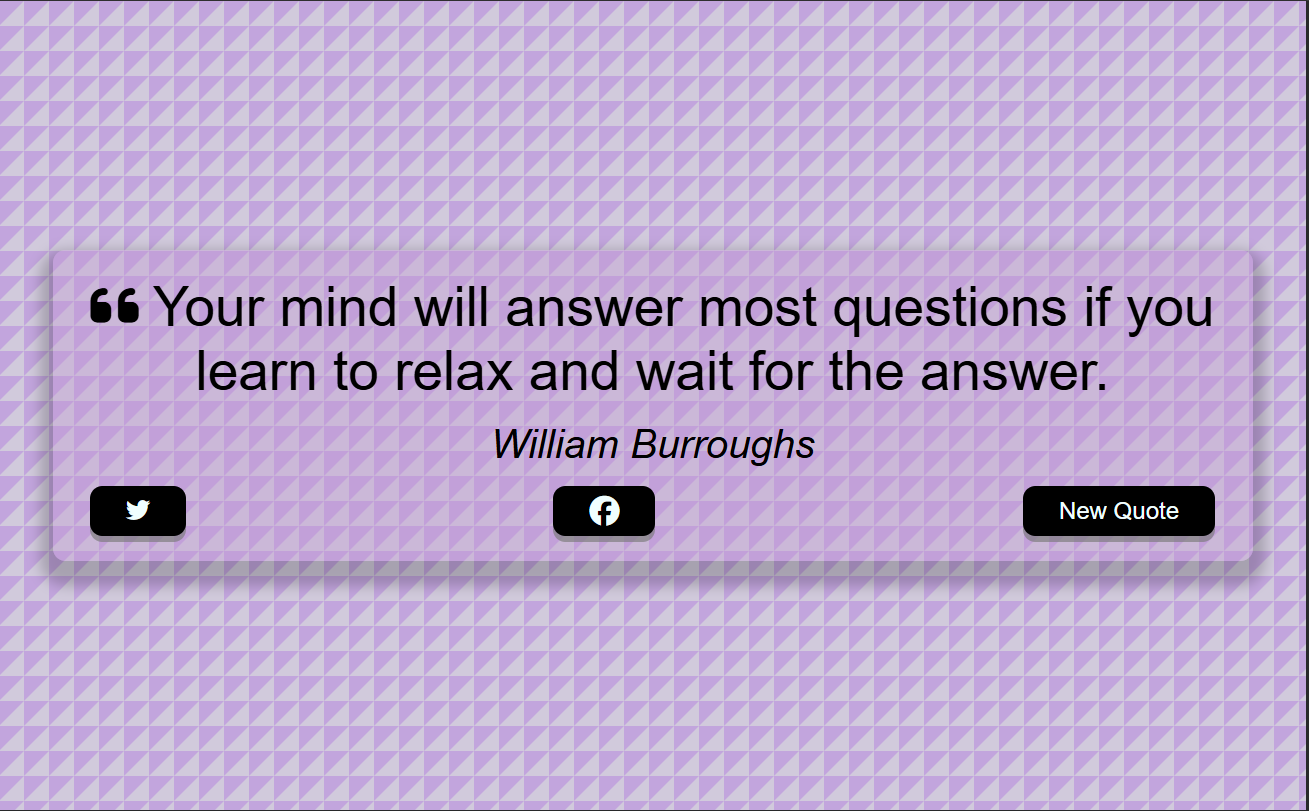 Your mind will answer most questions if you
learn to relax and wait for the answer.
William Burroughs
New Quote